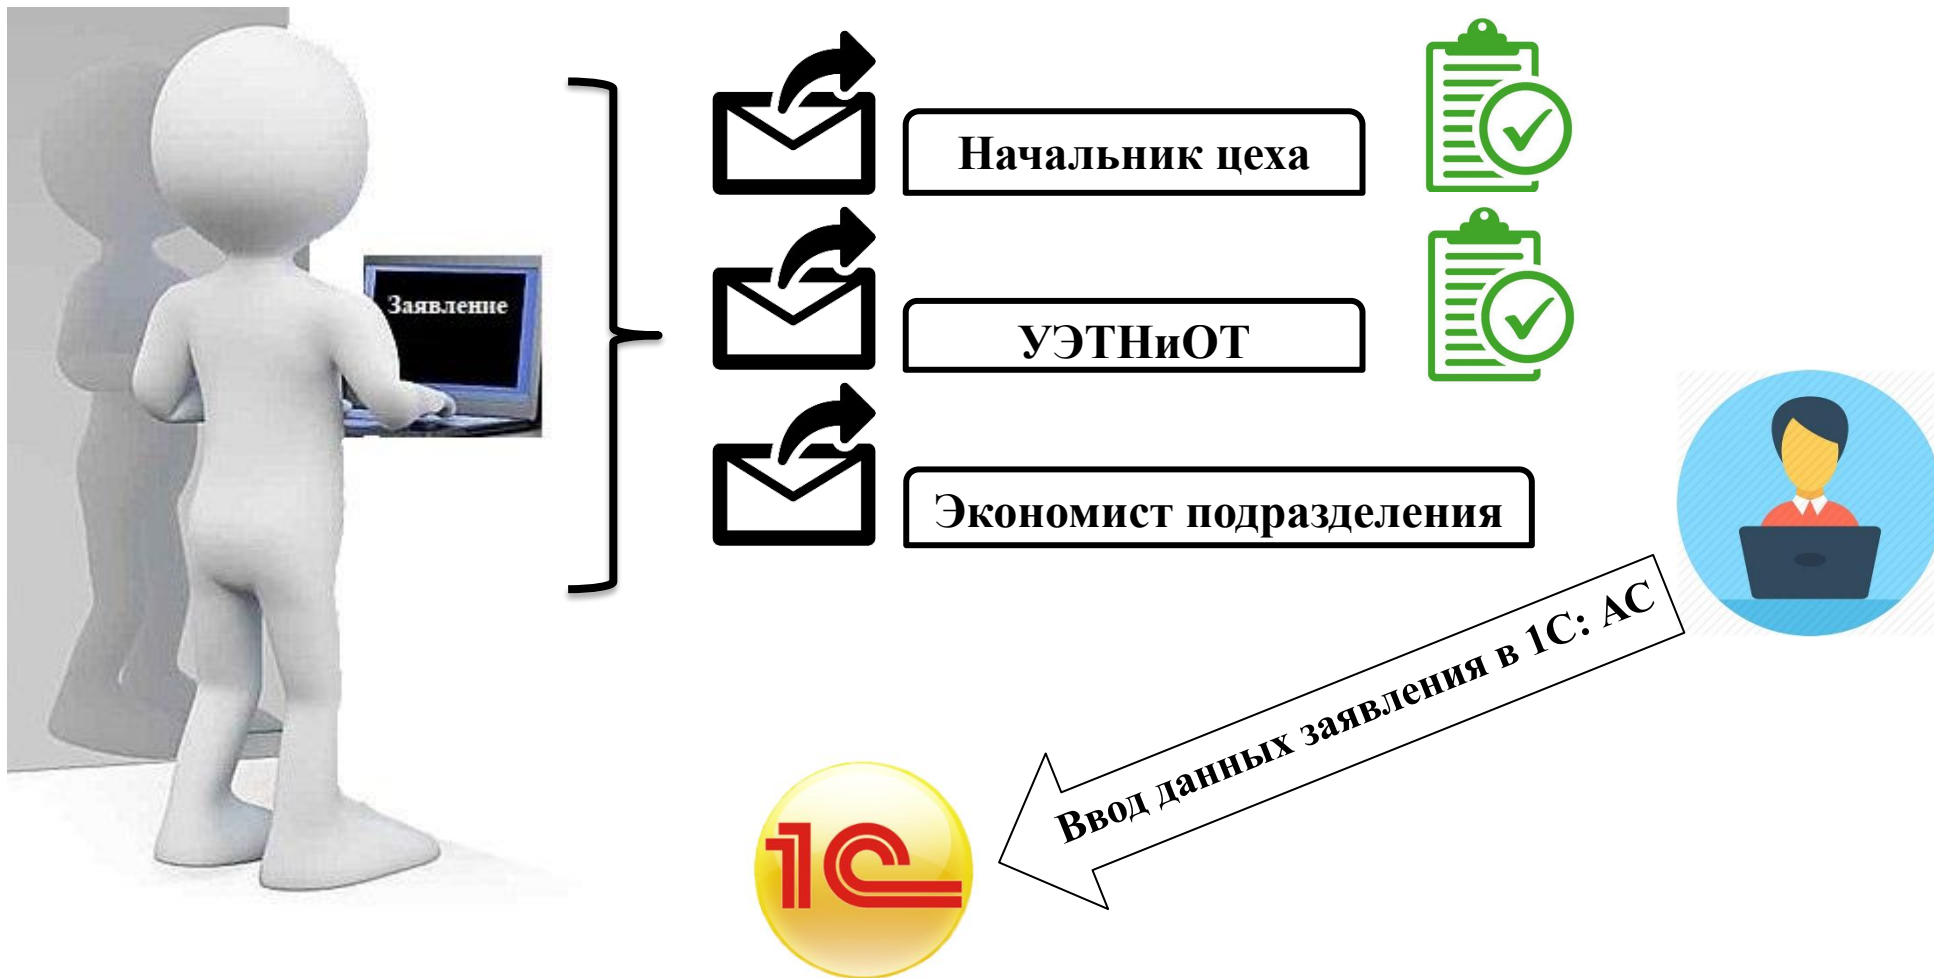 Заявление
Начальник цеха
УЭТНиОТ
Экономист подразделения
Ввод данных заявления в 1С: АС
1С